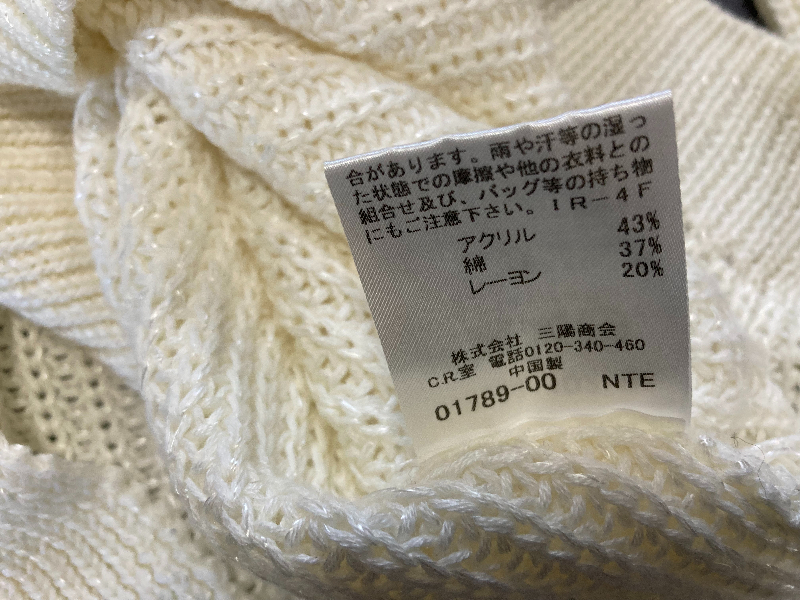 合があります。雨や汗等の湿っ
た状態での摩擦や他の衣料との
組合せ及び、バッグ等の持ち物
にもご注意下さい。IR-4F
アクリル 43%
綿 37%
レーヨン 20%
株式会社 三陽商会
C.R室 電話0120-340-460
中国製
01789-00 NTE